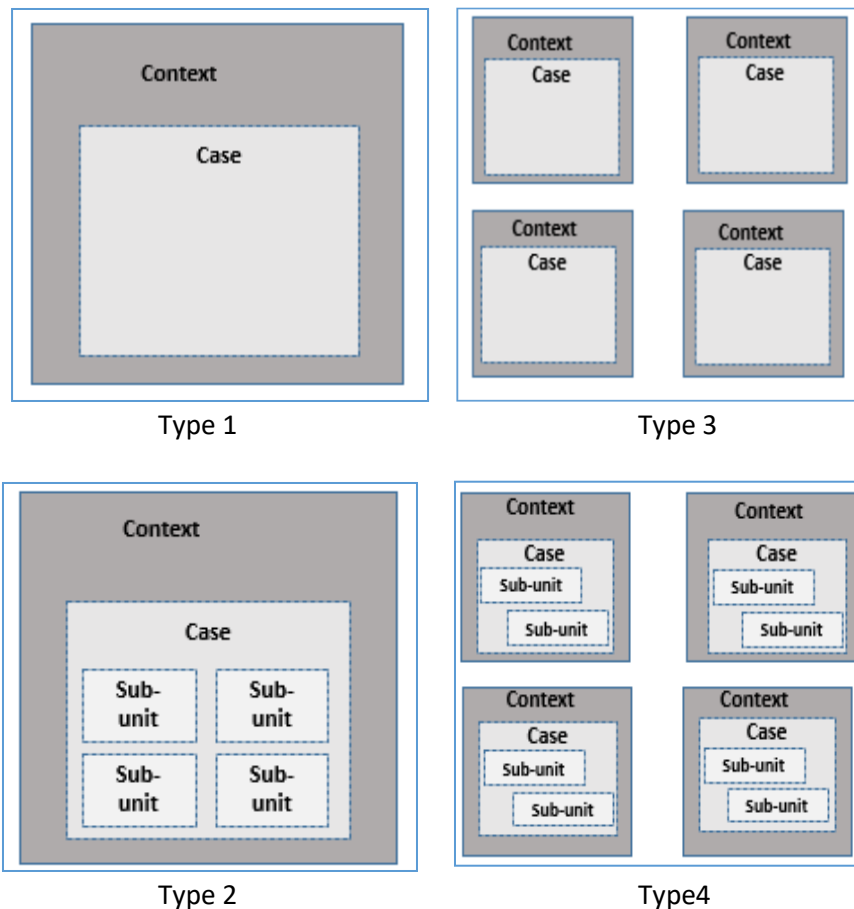 Context
Case
Type 1
Context
Case
Context
Case
Context
Case
Context
Case
Type 3
Context
Case
Sub-
unit
Sub-
unit
Sub-
unit
Sub-
unit
Type 2
Context
Case
Sub-unit
Sub-unit
Context
Case
Sub-unit
Sub-unit
Context
Case
Sub-unit
Sub-unit
Context
Case
Sub-unit
Sub-unit
Type4